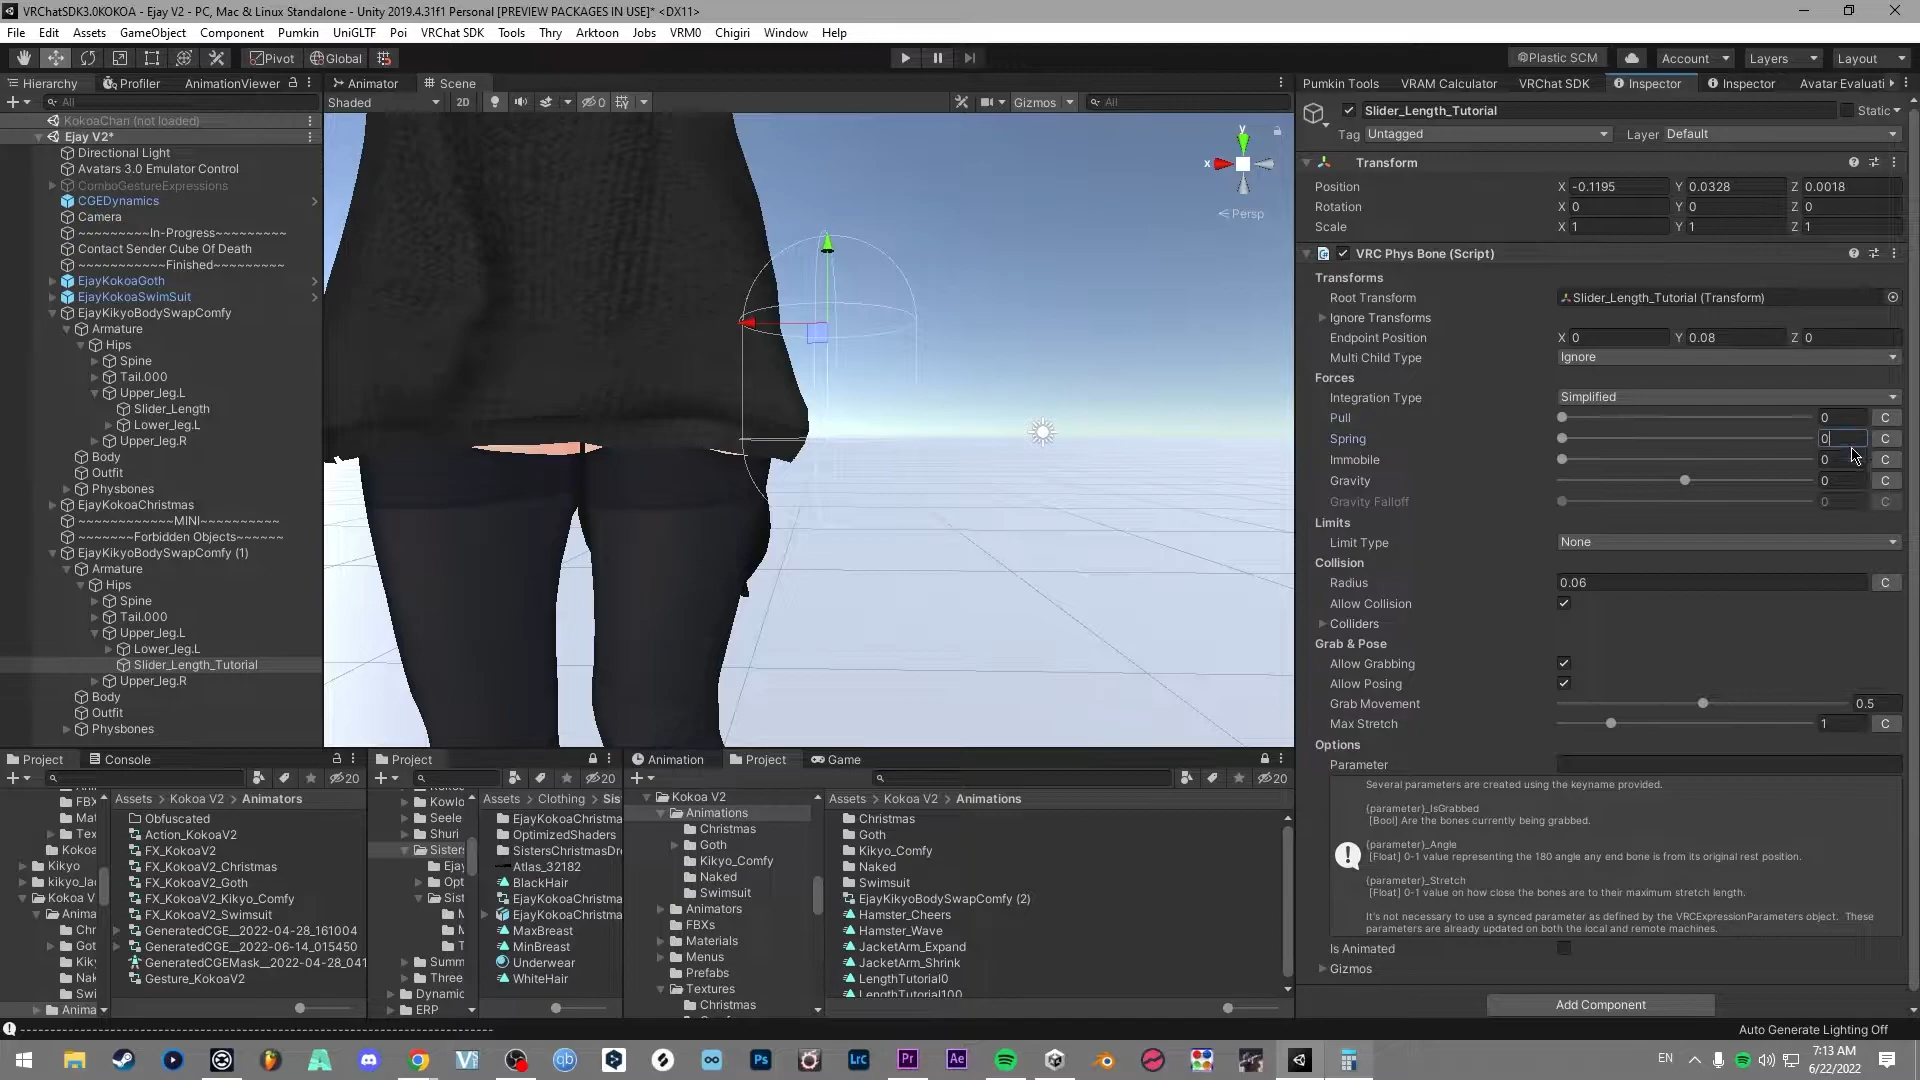 VRChatSDK3.0KOKOA - Ejay V2 - PC, Mac & Linux Standalone - Unity 2019.4.31f1 Personal [PREVIEW PACKAGES IN USE]* <DX11>
File Edit Assets GameObject Component Pumkin UniGLTF Poi VRChat SDK Tools Thry Arktoon Jobs VRM0 Chigiri Window Help
Pivot Global Plastic SCM Account Layers Layout
Hierarchy Profiler AnimationViewer Animator Scene Pumkin Tools VRAM Calculator VRChat SDK Inspector Inspector Avatar Evaluati
All Shaded 2D 0 Gizmos All
KokoaChan (not loaded)
Ejay V2*
Directional Light
Avatars 3.0 Emulator Control
ComboGestureExpressions
CGEDynamics
Camera
~~~~~~~~~In-Progress~~~~~~~~~
Contact Sender Cube Of Death
~~~~~~~~~~~Finished~~~~~~~~~
EjayKokoaGoth
EjayKokoaSwimSuit
EjayKikyoBodySwapComfy
Armature
Hips
Spine
Tail.000
Upper_leg.L
Slider_Length
Lower_leg.L
Upper_leg.R
Body
Outfit
Physbones
EjayKokoaChristmas
~~~~~~~~~~~~MINI~~~~~~~~~~
~~~~~~~Forbidden Objects~~~~~~
EjayKikyoBodySwapComfy (1)
Armature
Hips
Spine
Tail.000
Upper_leg.L
Lower_leg.L
Slider_Length_Tutorial
Upper_leg.R
Body
Outfit
Physbones
y
x
Persp
Slider_Length_Tutorial Static
Tag Untagged Layer Default
Transform
Position X -0.1195 Y 0.0328 Z 0.0018
Rotation X 0 Y 0 Z 0
Scale X 1 Y 1 Z 1
VRC Phys Bone (Script)
Transforms
Root Transform Slider_Length_Tutorial (Transform)
Ignore Transforms
Endpoint Position X 0 Y 0.08 Z 0
Multi Child Type Ignore
Forces
Integration Type Simplified
Pull 0 C
Spring 0 C
Immobile 0 C
Gravity 0 C
Gravity Falloff 0 C
Limits
Limit Type None
Collision
Radius 0.06 C
Allow Collision
Colliders
Grab & Pose
Allow Grabbing
Allow Posing
Grab Movement 0.5
Max Stretch 1 C
Options
Parameter
Several parameters are created using the keyname provided.
{parameter}_IsGrabbed
[Bool] Are the bones currently being grabbed.
{parameter}_Angle
[Float] 0-1 value representing the 180 angle any end bone is from its original rest position.
{parameter}_Stretch
[Float] 0-1 value on how close the bones are to their maximum stretch length.
It's not necessary to use a synced parameter as defined by the VRCExpressionParameters object. These
parameters are already updated on both the local and remote machines.
Is Animated
Gizmos
Add Component
Project Console
20
FBX
Mat
Tex
Kokoa
Kikyo
kikyo_la
Kokoa V
Anima
Chr
Got
Kik
Nak
Swi
Anima
Assets > Kokoa V2 > Animators
Obfuscated
Action_KokoaV2
FX_KokoaV2
FX_KokoaV2_Christmas
FX_KokoaV2_Goth
FX_KokoaV2_Kikyo_Comfy
FX_KokoaV2_Swimsuit
GeneratedCGE__2022-04-28_161004
GeneratedCGE__2022-06-14_015450
GeneratedCGEMask__2022-04-28_041
Gesture_KokoaV2
Project
20
Kowlo
Seele
Shuri
Sisters
Ejay
Opt
Sist
M
M
T
Summ
Three
Dynamic
ERP
Assets > Clothing > Sis
EjayKokoaChristma
OptimizedShaders
SistersChristmasDre
Atlas_32182
BlackHair
EjayKokoaChristma
EjayKokoaChristma
MaxBreast
MinBreast
Underwear
WhiteHair
Animation Project Game
20
Kokoa V2
Animations
Christmas
Goth
Kikyo_Comfy
Naked
Swimsuit
Animators
FBXs
Materials
Menus
Prefabs
Textures
Christmas
Assets > Kokoa V2 > Animations
Christmas
Goth
Kikyo_Comfy
Naked
Swimsuit
EjayKikyoBodySwapComfy (2)
Hamster_Cheers
Hamster_Wave
JacketArm_Expand
JacketArm_Shrink
LengthTutorial0
LengthTutorial100
Auto Generate Lighting Off
Ps Lrc Pr Ae
EN
7:13 AM
6/22/2022